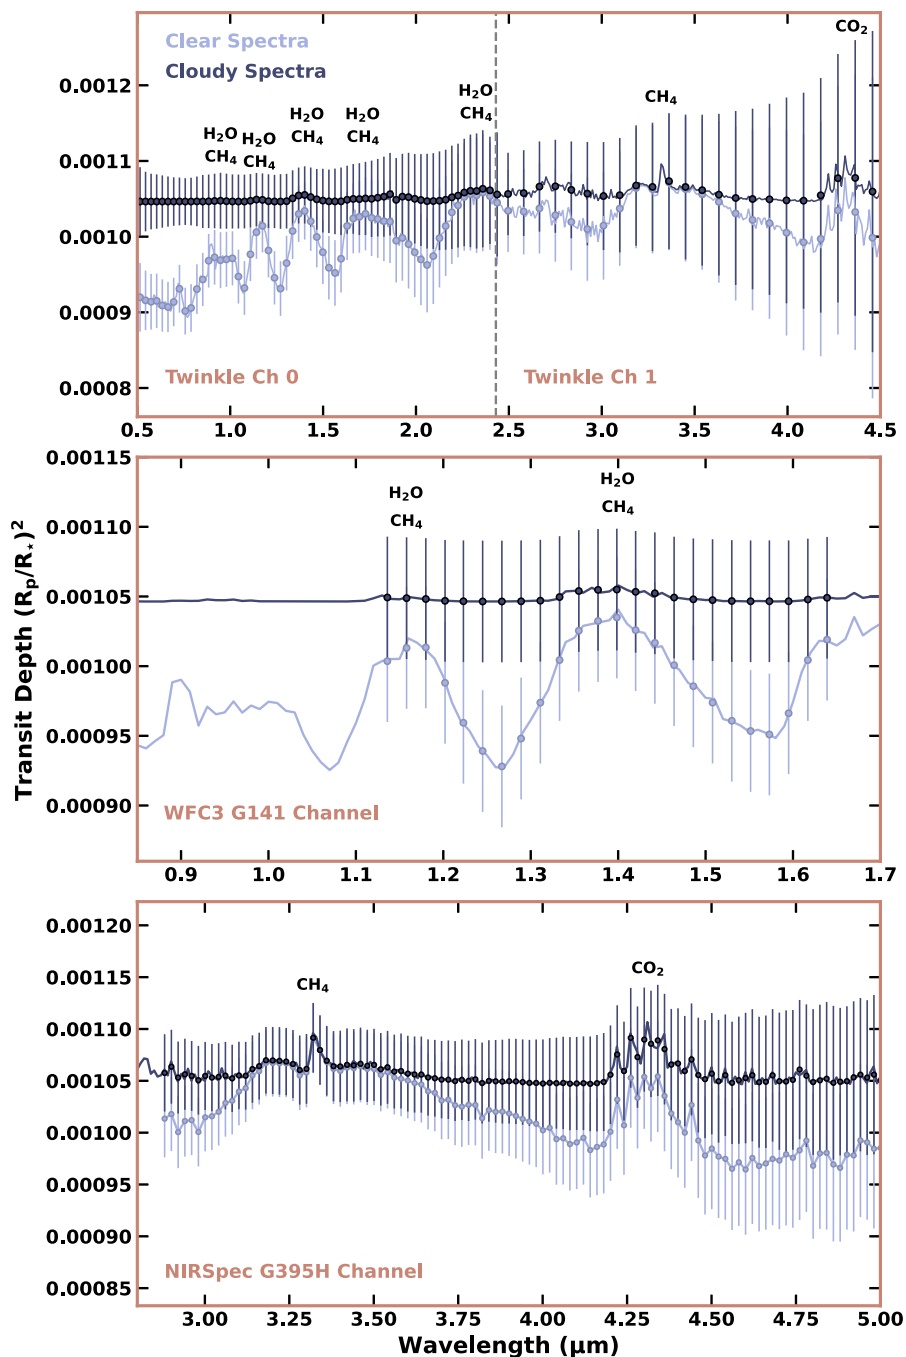 Clear Spectra
Cloudy Spectra
CO₂
H₂O
CH₄
H₂O
CH₄
H₂O
CH₄
H₂O
CH₄
H₂O
CH₄
CH₄
0.0012
0.0011
0.0010
0.0009
0.0008
Twinkle Ch 0
Twinkle Ch 1
0.5 1.0 1.5 2.0 2.5 3.0 3.5 4.0 4.5
Transit Depth (Rₚ/R⋆)²
0.00115
0.00110
0.00105
0.00100
0.00095
0.00090
H₂O
CH₄
H₂O
CH₄
WFC3 G141 Channel
0.9 1.0 1.1 1.2 1.3 1.4 1.5 1.6 1.7
0.00120
0.00115
0.00110
0.00105
0.00100
0.00095
0.00090
0.00085
CH₄
CO₂
NIRSpec G395H Channel
3.00 3.25 3.50 3.75 4.00 4.25 4.50 4.75 5.00
Wavelength (μm)